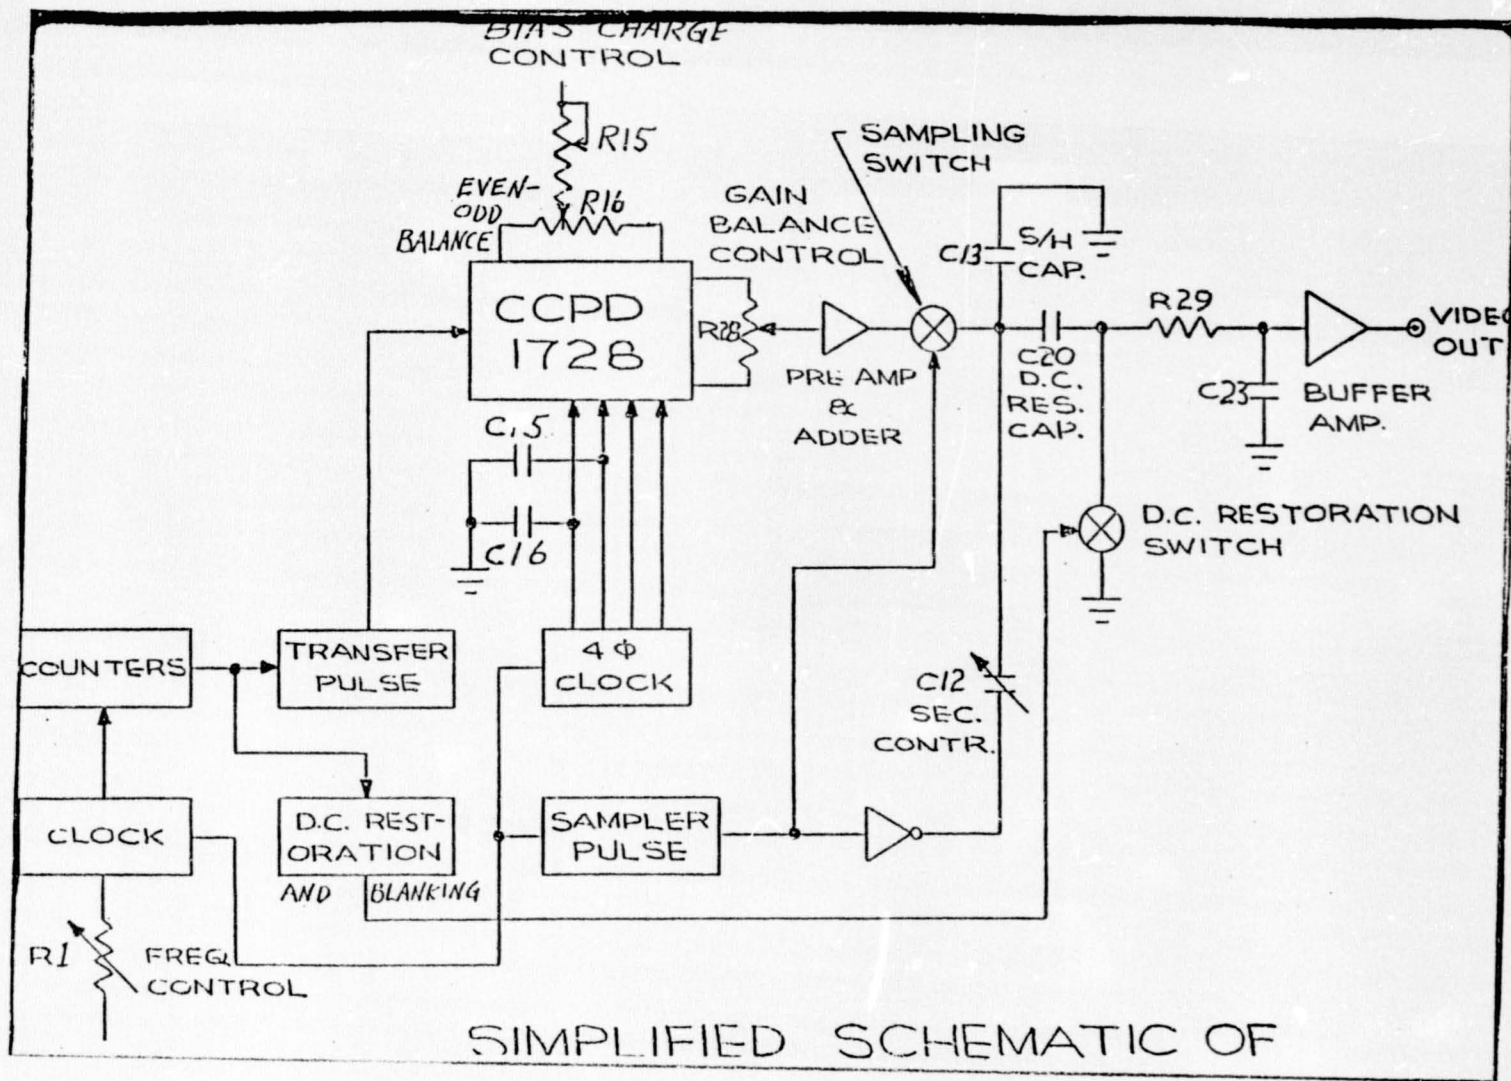 BIAS CHARGE
CONTROL
R15
EVEN-
ODD
BALANCE
R16
SAMPLING
SWITCH
GAIN
BALANCE
CONTROL
C13
S/H
CAP.
CCPD
1728
R28
PRE AMP
&
ADDER
C20
D.C.
RES.
CAP.
R29
C23
BUFFER
AMP.
VIDEO
OUT
C15
C16
D.C. RESTORATION
SWITCH
COUNTERS
TRANSFER
PULSE
4Φ
CLOCK
C12
SEC.
CONTR.
CLOCK
D.C. REST-
ORATION
AND BLANKING
SAMPLER
PULSE
R1
FREQ.
CONTROL
SIMPLIFIED SCHEMATIC OF